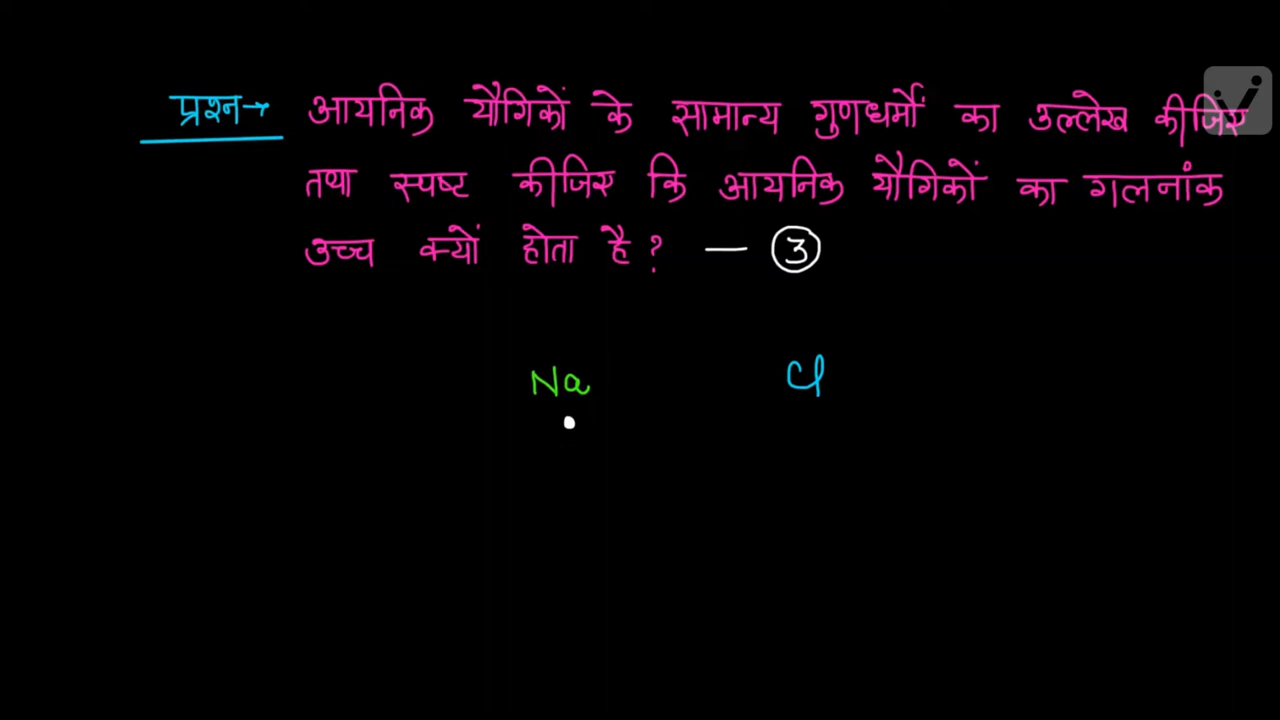 प्रश्न→ आयनिक यौगिकों के सामान्य गुणधर्मों का उल्लेख कीजिए
तथा स्पष्ट कीजिए कि आयनिक यौगिकों का गलनांक
उच्च क्यों होता है? — ③
Na Cl